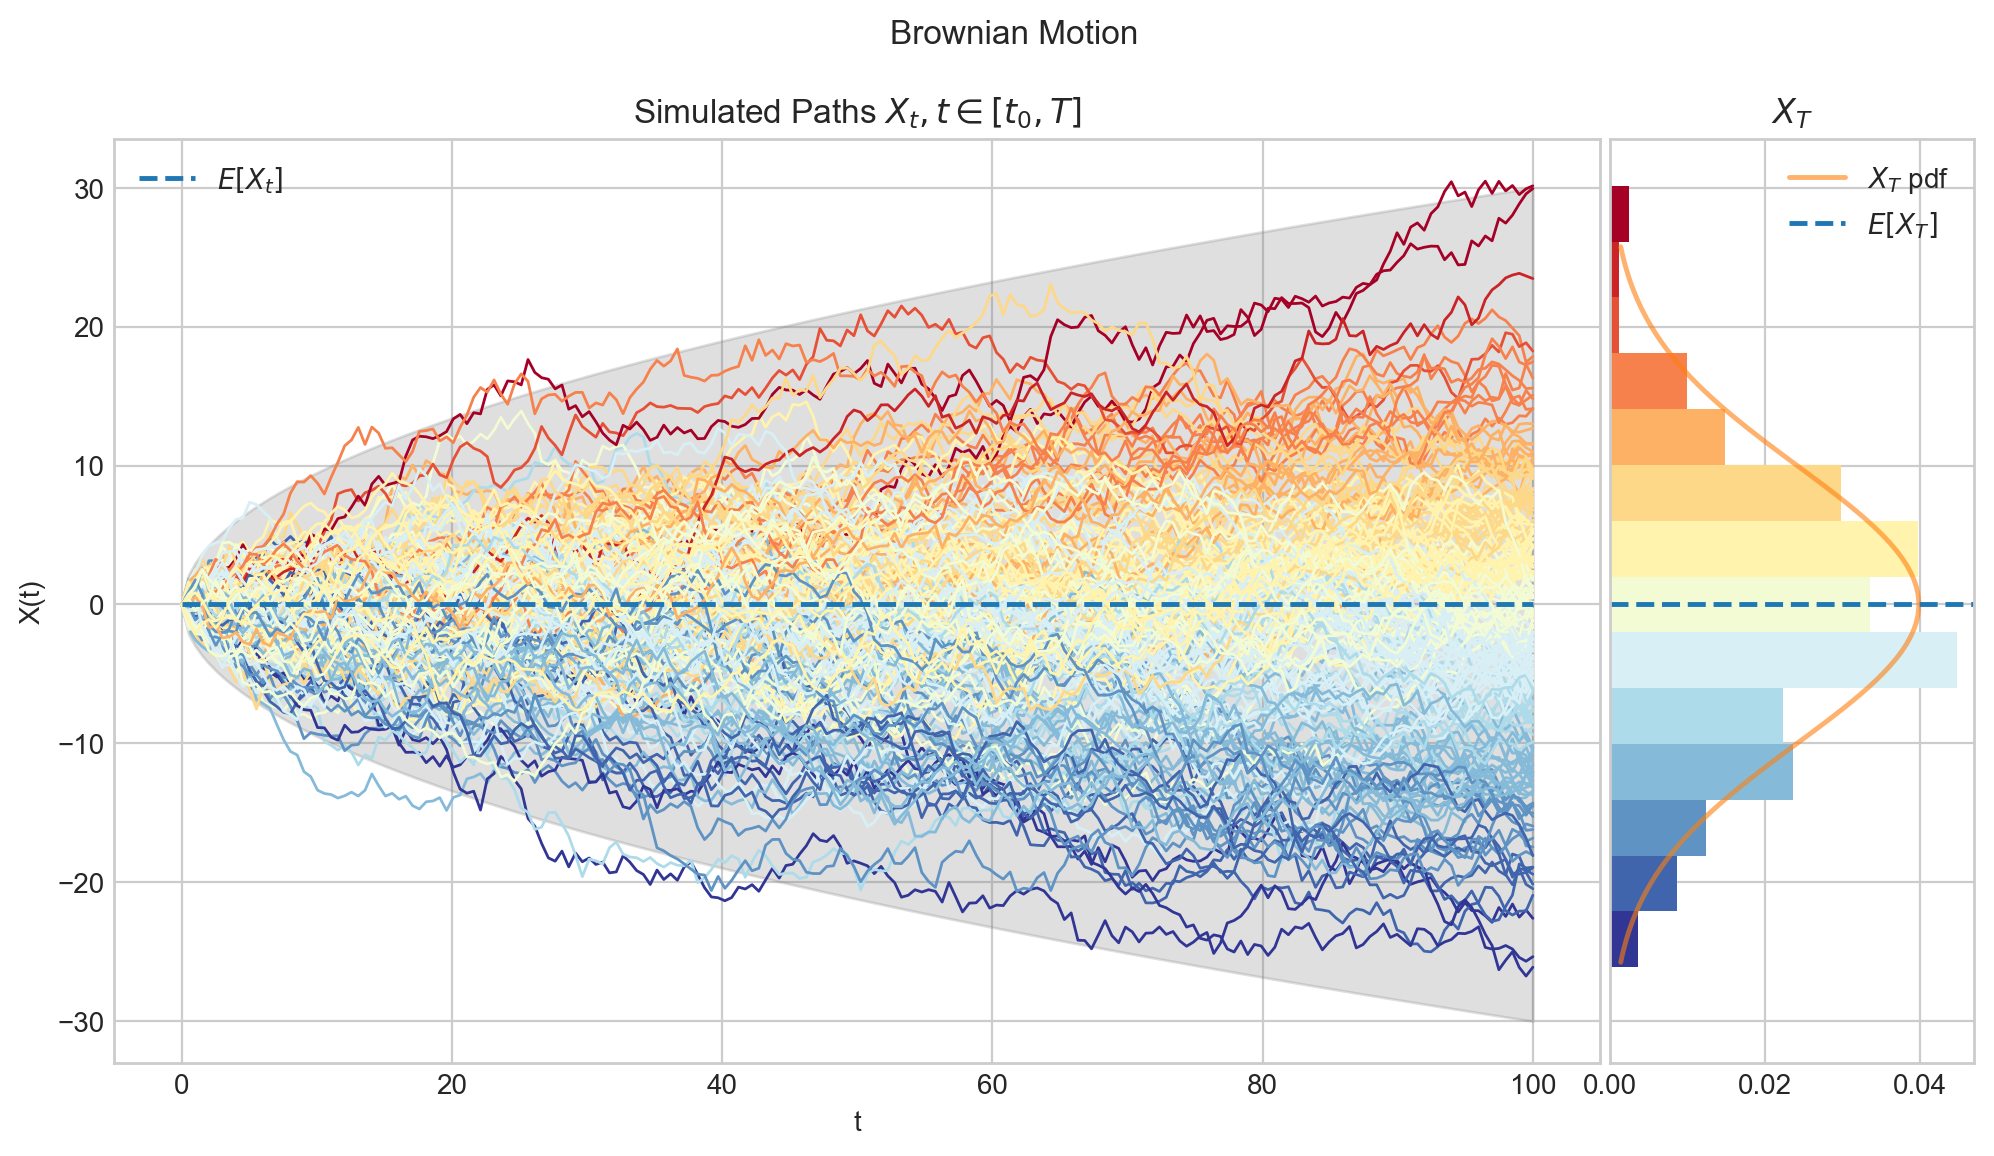 Brownian Motion
Simulated Paths $X_t, t \in [t_0, T]$
$X_T$
$E[X_t]$
$X_T$ pdf
$E[X_T]$
X(t)
30
20
10
0
−10
−20
−30
0 20 40 60 80 100
0.00 0.02 0.04
t